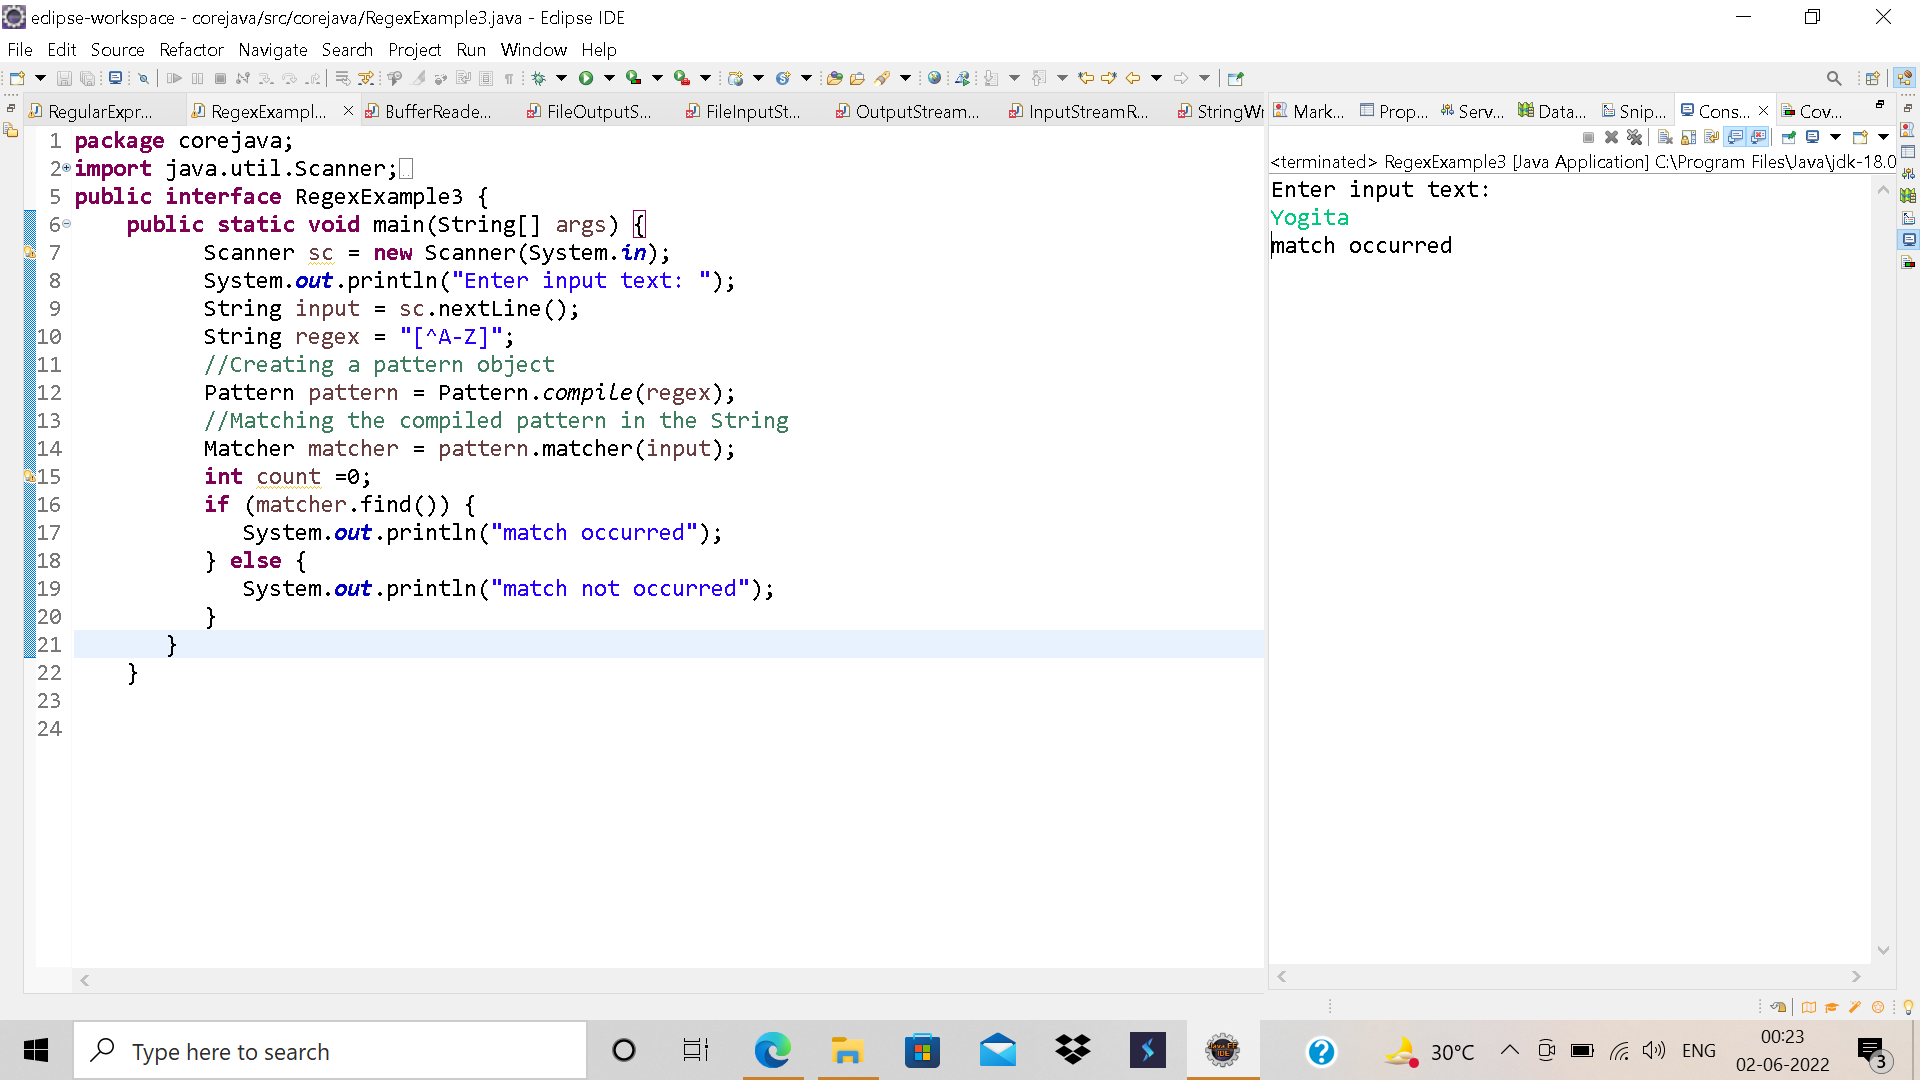 eclipse-workspace - corejava/src/corejava/RegexExample3.java - Eclipse IDE
File Edit Source Refactor Navigate Search Project Run Window Help
RegularExpr... RegexExampl... BufferReade... FileOutputS... FileInputSt... OutputStream... InputStreamR... StringWr
Mark... Prop... Serv... Data... Snip... Cons... Cov...
<terminated> RegexExample3 [Java Application] C:\Program Files\Java\jdk-18.0
1 package corejava;
2 import java.util.Scanner;
5 public interface RegexExample3 {
6 public static void main(String[] args) {
7 Scanner sc = new Scanner(System.in);
8 System.out.println("Enter input text: ");
9 String input = sc.nextLine();
10 String regex = "[^A-Z]";
11 //Creating a pattern object
12 Pattern pattern = Pattern.compile(regex);
13 //Matching the compiled pattern in the String
14 Matcher matcher = pattern.matcher(input);
15 int count =0;
16 if (matcher.find()) {
17 System.out.println("match occurred");
18 } else {
19 System.out.println("match not occurred");
20 }
21 }
22 }
23
24
Enter input text:
Yogita
match occurred
Type here to search
30°C
ENG
00:23
02-06-2022
3